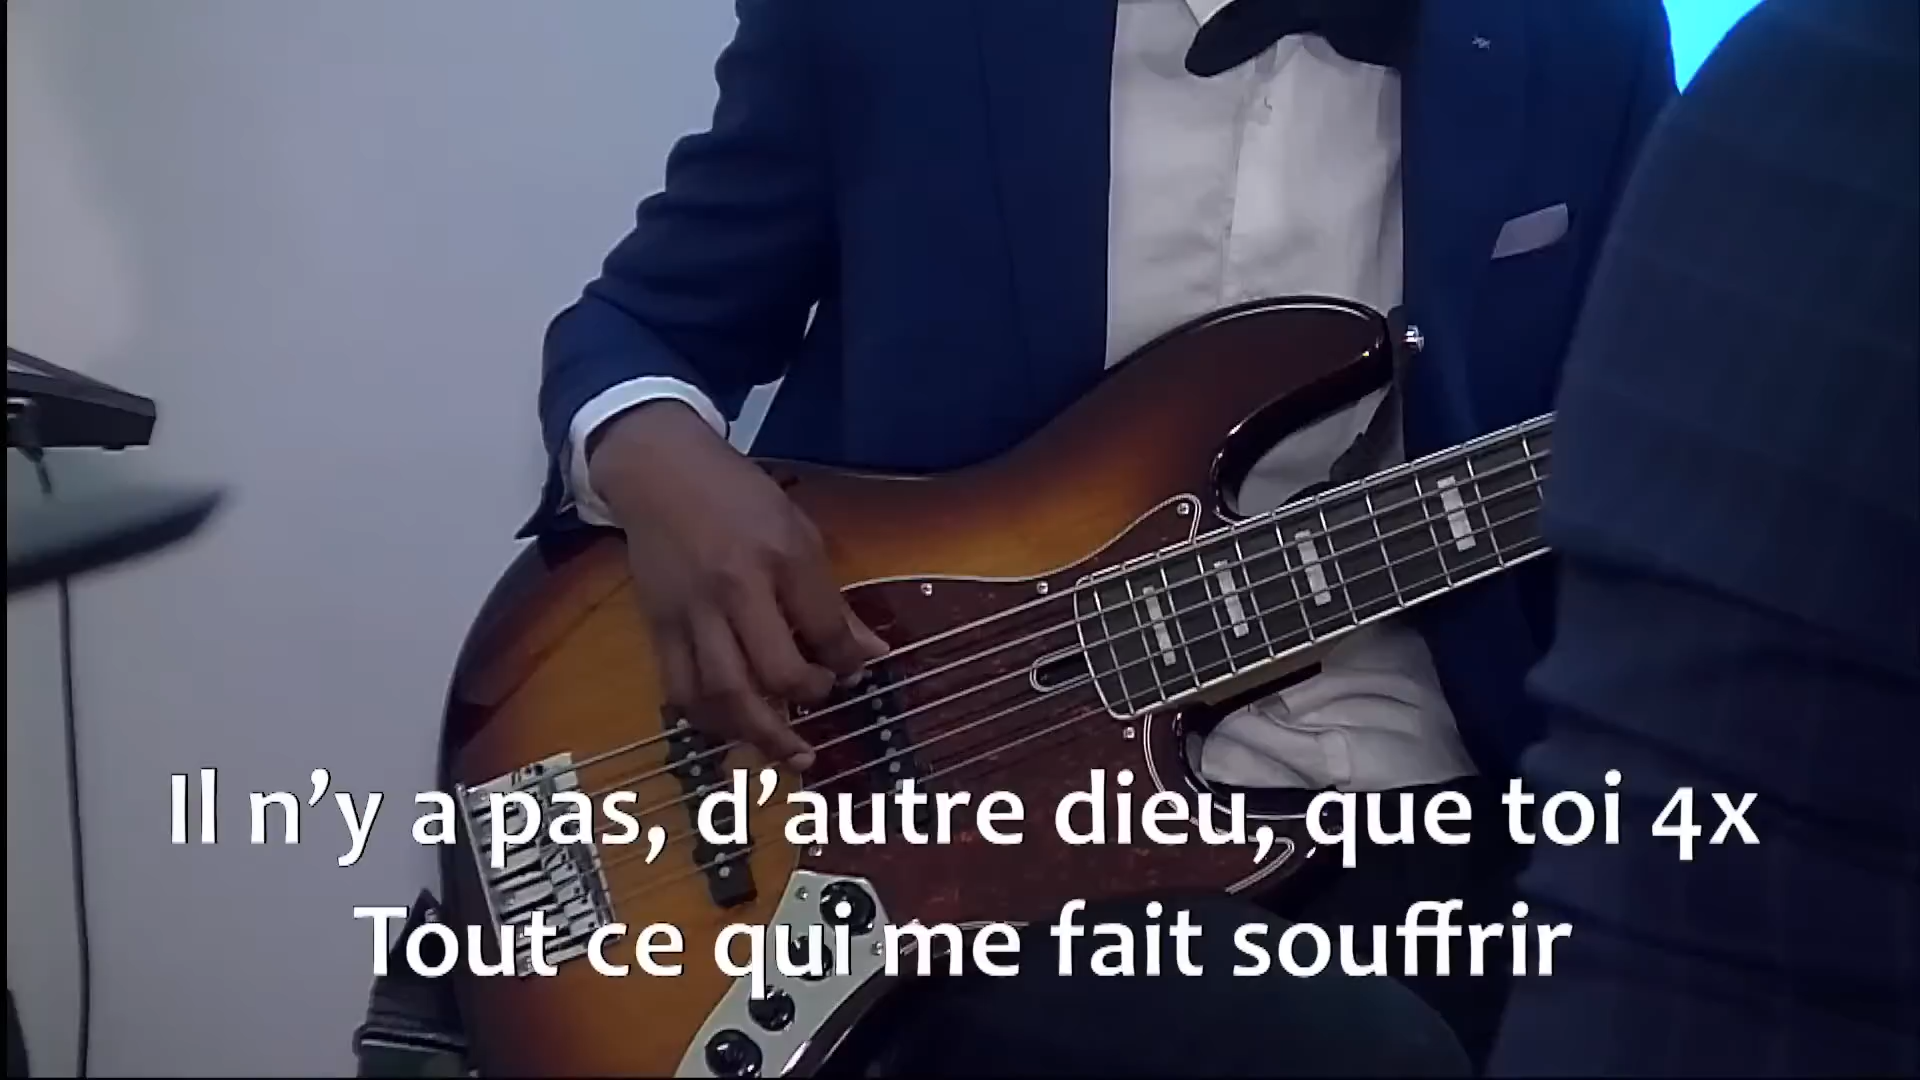 Il n’y a pas, d’autre dieu, que toi 4x
Tout ce qui me fait souffrir